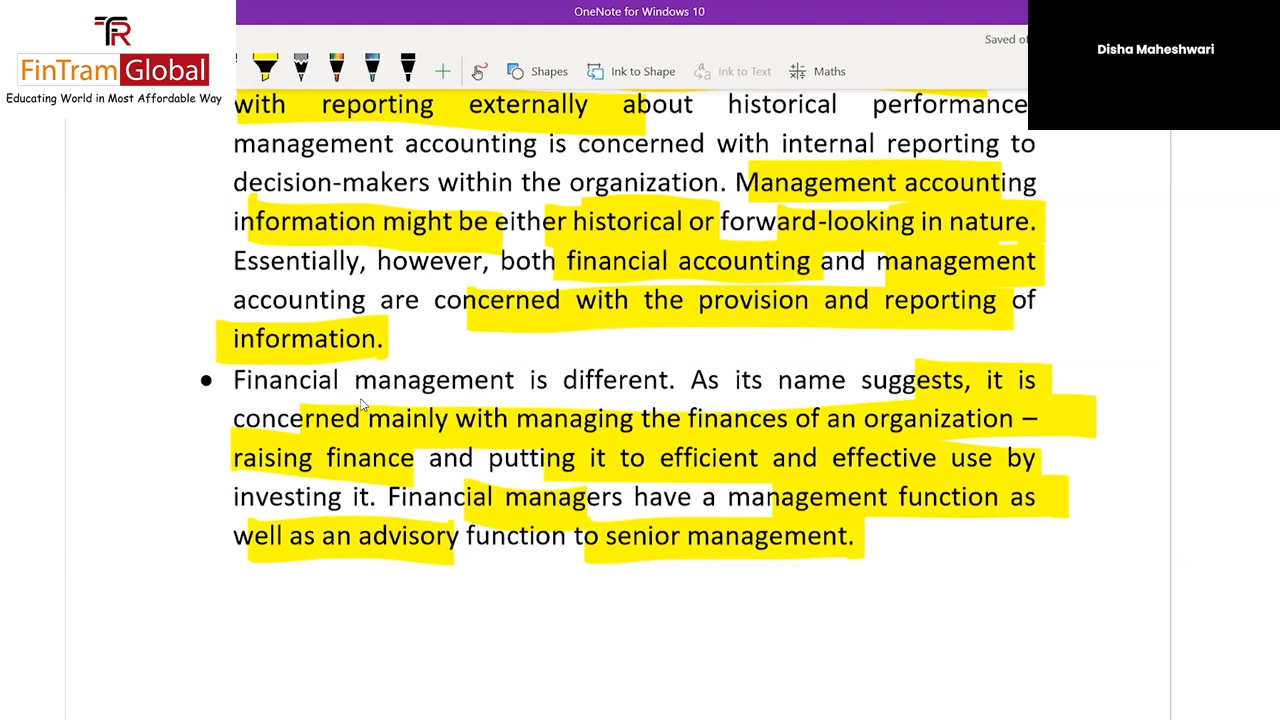 OneNote for Windows 10
TR
FinTram Global
Educating World in Most Affordable Way
Saved of
Disha Maheshwari
Shapes
Ink to Shape
Ink to Text
Maths
with reporting externally about historical performance
management accounting is concerned with internal reporting to
decision-makers within the organization. Management accounting
information might be either historical or forward-looking in nature.
Essentially, however, both financial accounting and management
accounting are concerned with the provision and reporting of
information.
• Financial management is different. As its name suggests, it is
concerned mainly with managing the finances of an organization –
raising finance and putting it to efficient and effective use by
investing it. Financial managers have a management function as
well as an advisory function to senior management.